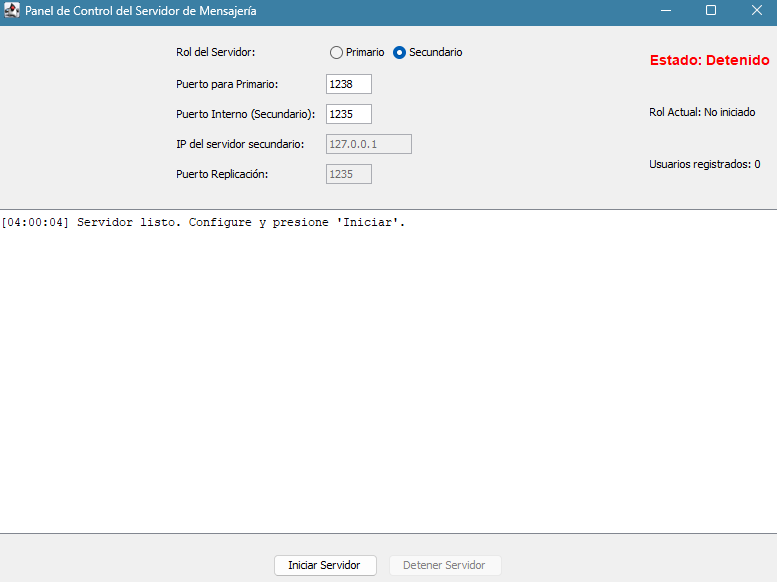 Panel de Control del Servidor de Mensajería
Rol del Servidor: Primario Secundario
Estado: Detenido
Puerto para Primario: 1238
Puerto Interno (Secundario): 1235
Rol Actual: No iniciado
IP del servidor secundario: 127.0.0.1
Usuarios registrados: 0
Puerto Replicación: 1235
[04:00:04] Servidor listo. Configure y presione 'Iniciar'.
Iniciar Servidor Detener Servidor